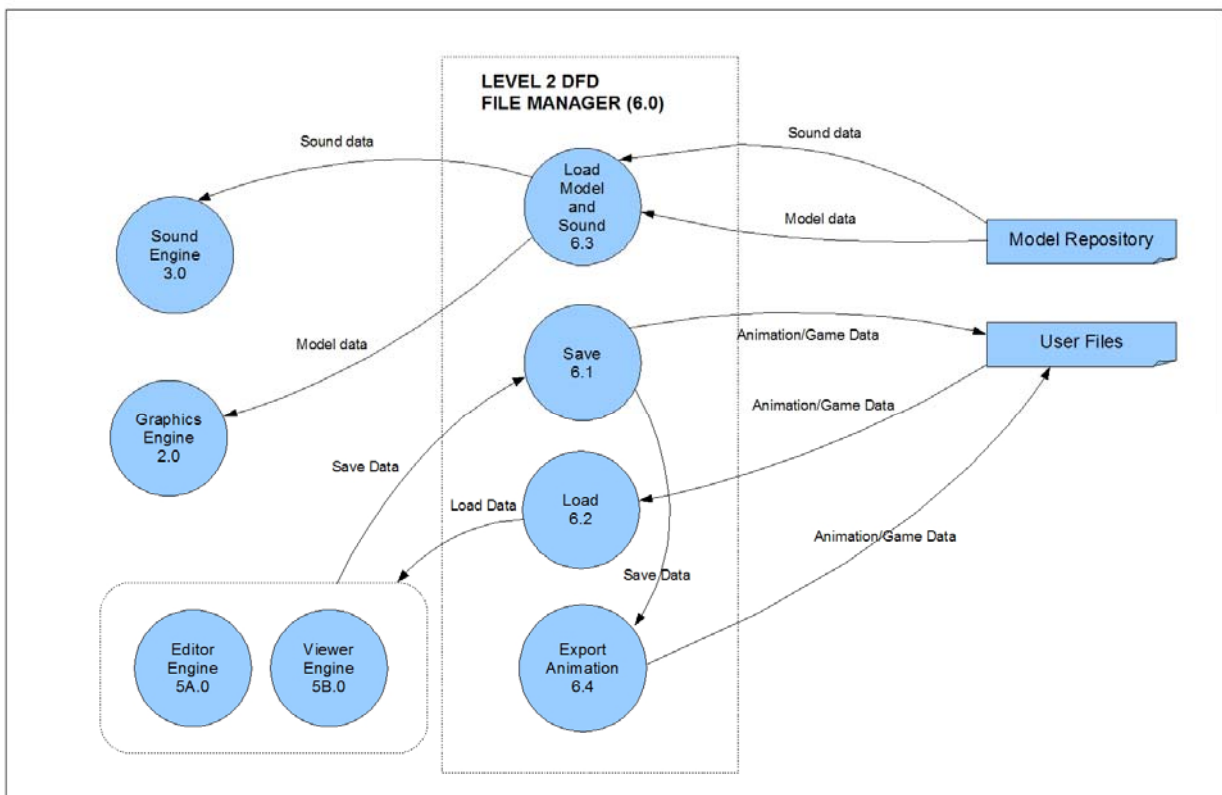 LEVEL 2 DFD
FILE MANAGER (6.0)
Sound data
Sound data
Load
Model
and
Sound
6.3
Model data
Sound
Engine
3.0
Model Repository
Model data
Save
6.1
Animation/Game Data
User Files
Graphics
Engine
2.0
Animation/Game Data
Save Data
Load Data
Load
6.2
Animation/Game Data
Save Data
Editor
Engine
5A.0
Viewer
Engine
5B.0
Export
Animation
6.4